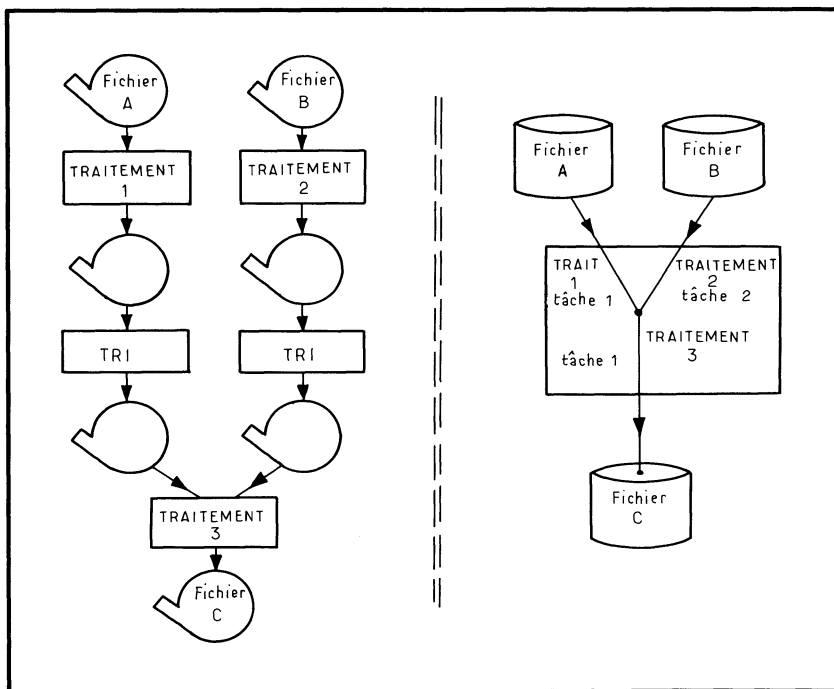 Fichier
A
Fichier
B
TRAITEMENT
1
TRAITEMENT
2
TRI
TRI
TRAITEMENT
3
Fichier
C
Fichier
A
Fichier
B
TRAIT
1
tâche 1
TRAITEMENT
2
tâche 2
TRAITEMENT
3
tâche 1
Fichier
C